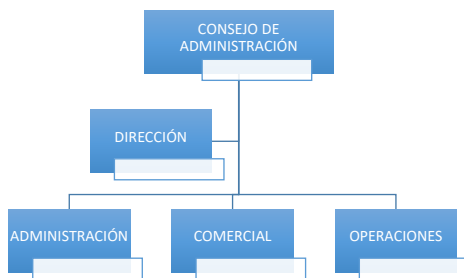 CONSEJO DE
ADMINISTRACIÓN
DIRECCIÓN
ADMINISTRACIÓN
COMERCIAL
OPERACIONES